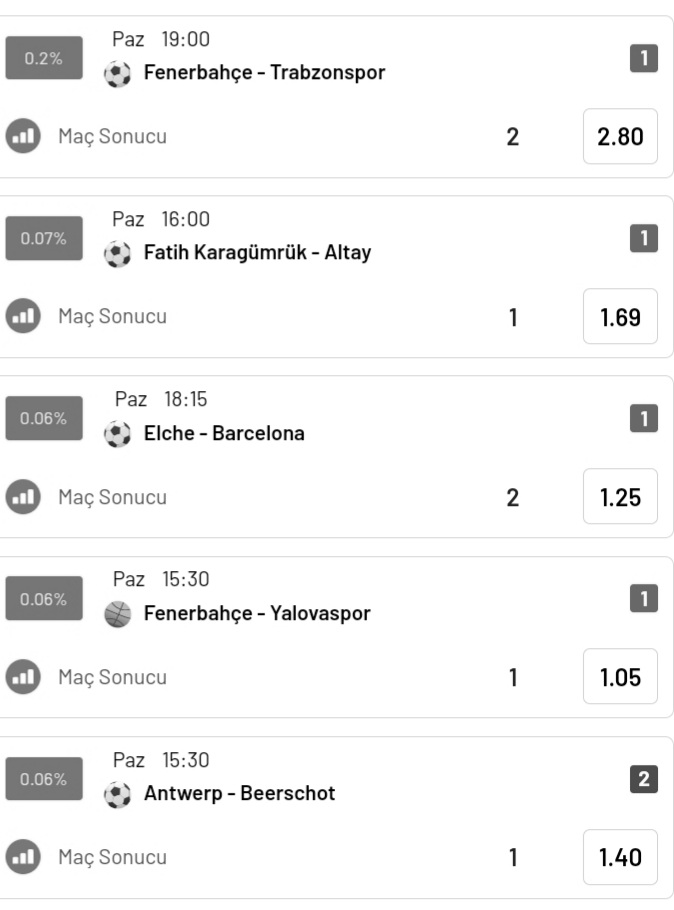 Paz 19:00
0.2%
Fenerbahçe - Trabzonspor
1
Maç Sonucu 2 2.80
Paz 16:00
0.07%
Fatih Karagümrük - Altay
1
Maç Sonucu 1 1.69
Paz 18:15
0.06%
Elche - Barcelona
1
Maç Sonucu 2 1.25
Paz 15:30
0.06%
Fenerbahçe - Yalovaspor
1
Maç Sonucu 1 1.05
Paz 15:30
0.06%
Antwerp - Beerschot
2
Maç Sonucu 1 1.40